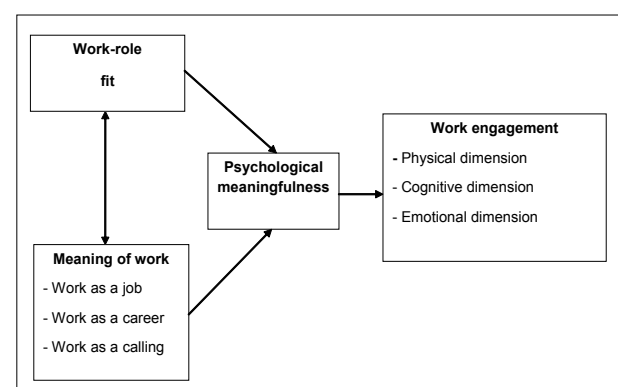 Work-role
fit
Work engagement
- Physical dimension
- Cognitive dimension
- Emotional dimension
Psychological
meaningfulness
Meaning of work
- Work as a job
- Work as a career
- Work as a calling